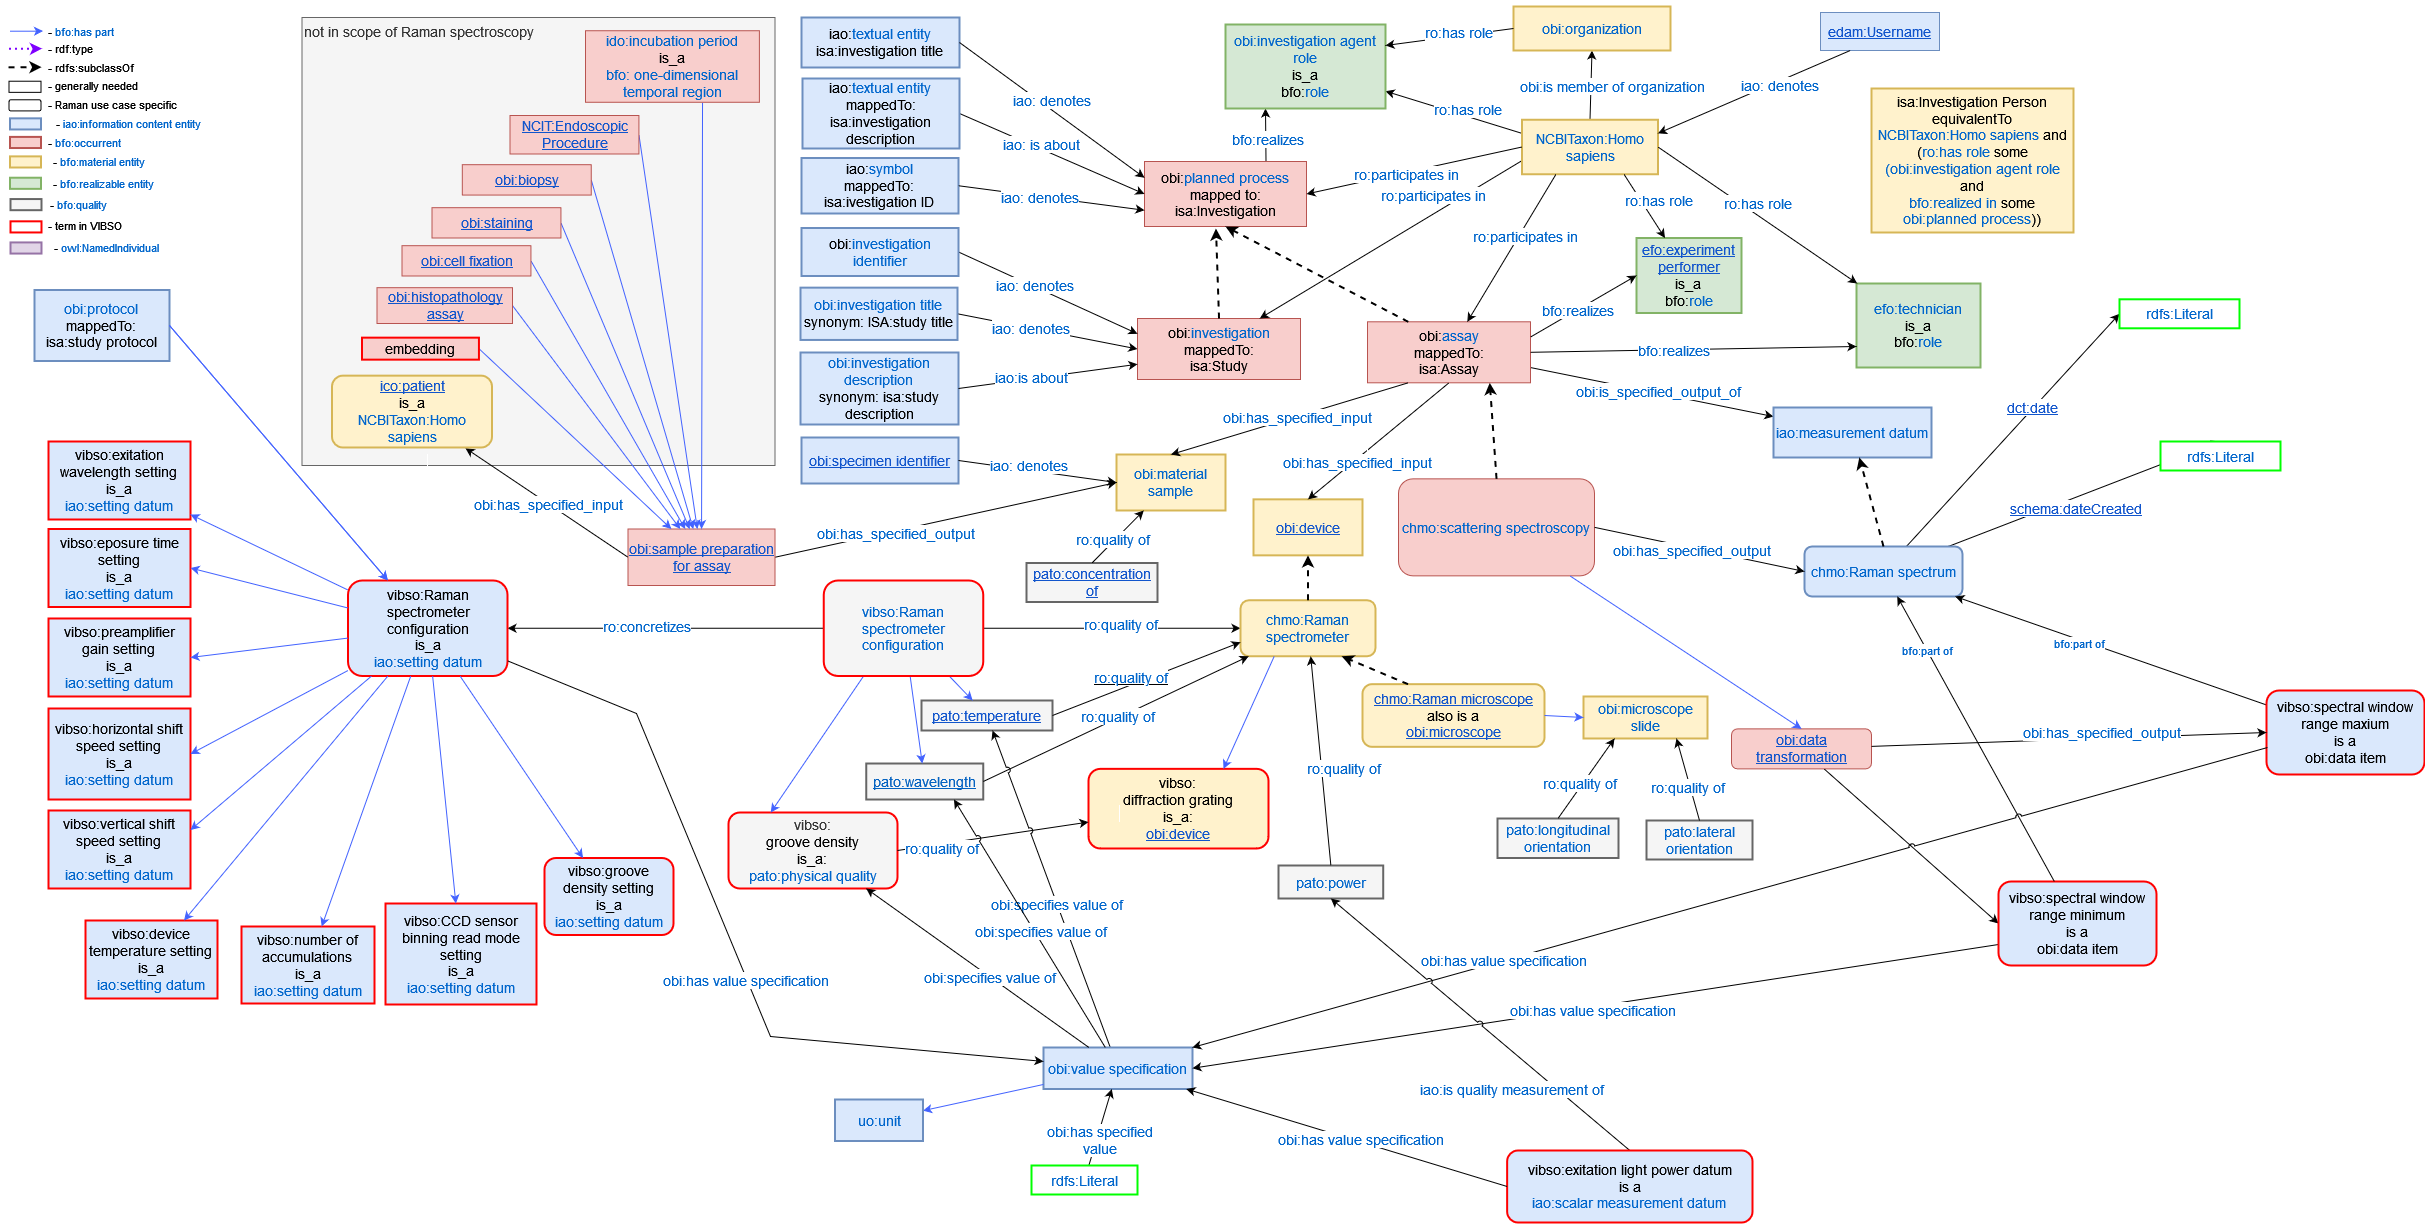 - bfo:has part
- rdf:type
- rdfs:subclassOf
- generally needed
- Raman use case specific
- iao:information content entity
- bfo:occurrent
- bfo:material entity
- bfo:realizable entity
- bfo:quality
- term in VIBSO
- owl:NamedIndividual
not in scope of Raman spectroscopy
ido:incubation period
is_a
bfo: one-dimensional
temporal region
NCIT:Endoscopic
Procedure
obi:biopsy
obi:staining
obi:cell fixation
obi:histopathology
assay
embedding
ico:patient
is_a
NCBITaxon:Homo
sapiens
obi:protocol
mappedTo:
isa:study protocol
iao:textual entity
isa:investigation title
iao:textual entity
mappedTo:
isa:investigation
description
iao:symbol
mappedTo:
isa:ivestigation ID
obi:investigation
identifier
obi:investigation title
synonym: ISA:study title
obi:investigation
description
synonym: isa:study
description
obi:specimen identifier
iao: denotes
iao: is about
iao: denotes
iao: denotes
iao: denotes
iao:is about
iao: denotes
obi:investigation agent
role
is_a
bfo:role
bfo:realizes
obi:planned process
mapped to:
isa:Investigation
obi:investigation
mappedTo:
isa:Study
ro:has role
obi:organization
obi:is member of organization
ro:has role
edam:Username
iao: denotes
NCBITaxon:Homo
sapiens
ro:participates in
ro:participates in
ro:participates in
ro:has role
ro:has role
isa:Investigation Person
equivalentTo
NCBITaxon:Homo sapiens and
(ro:has role some
(obi:investigation agent role
and
bfo:realized in some
obi:planned process))
efo:experiment
performer
is_a
bfo:role
efo:technician
is_a
bfo:role
bfo:realizes
bfo:realizes
obi:assay
mappedTo:
isa:Assay
obi:is_specified_output_of
iao:measurement datum
rdfs:Literal
dct:date
rdfs:Literal
schema:dateCreated
obi:has_specified_input
obi:has_specified_input
obi:material
sample
obi:device
chmo:scattering spectroscopy
obi:has_specified_output
chmo:Raman spectrum
obi:has_specified_input
obi:sample preparation
for assay
obi:has_specified_output
ro:quality of
pato:concentration
of
vibso:exitation
wavelength setting
is_a
iao:setting datum
vibso:eposure time
setting
is_a
iao:setting datum
vibso:preamplifier
gain setting
is_a
iao:setting datum
vibso:horizontal shift
speed setting
is_a
iao:setting datum
vibso:vertical shift
speed setting
is_a
iao:setting datum
vibso:device
temperature setting
is_a
iao:setting datum
vibso:number of
accumulations
is_a
iao:setting datum
vibso:CCD sensor
binning read mode
setting
is_a
iao:setting datum
vibso:groove
density setting
is_a
iao:setting datum
vibso:Raman
spectrometer
configuration
is_a
iao:setting datum
ro:concretizes
vibso:Raman
spectrometer
configuration
ro:quality of
chmo:Raman
spectrometer
ro:quality of
ro:quality of
pato:temperature
pato:wavelength
vibso:
groove density
is_a:
pato:physical quality
ro:quality of
vibso:
diffraction grating
is_a:
obi:device
chmo:Raman microscope
also is a
obi:microscope
obi:microscope
slide
ro:quality of
ro:quality of
ro:quality of
pato:longitudinal
orientation
pato:lateral
orientation
pato:power
bfo:part of
bfo:part of
obi:data
transformation
obi:has_specified_output
vibso:spectral window
range maxium
is a
obi:data item
vibso:spectral window
range minimum
is a
obi:data item
obi:specifies value of
obi:specifies value of
obi:specifies value of
obi:has value specification
obi:has value specification
obi:has value specification
obi:value specification
uo:unit
obi:has specified
value
rdfs:Literal
iao:is quality measurement of
obi:has value specification
vibso:exitation light power datum
is a
iao:scalar measurement datum